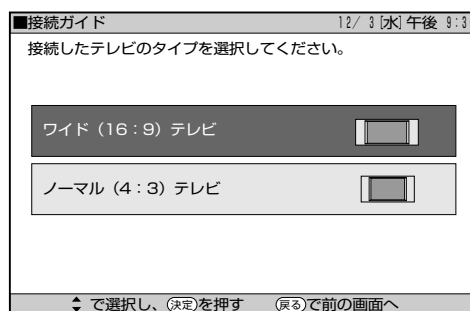 ■接続ガイド 12/ 3[水]午後 9:3
接続したテレビのタイプを選択してください。
ワイド（16：9）テレビ
ノーマル（4：3）テレビ
で選択し、決定を押す 戻るで前の画面へ